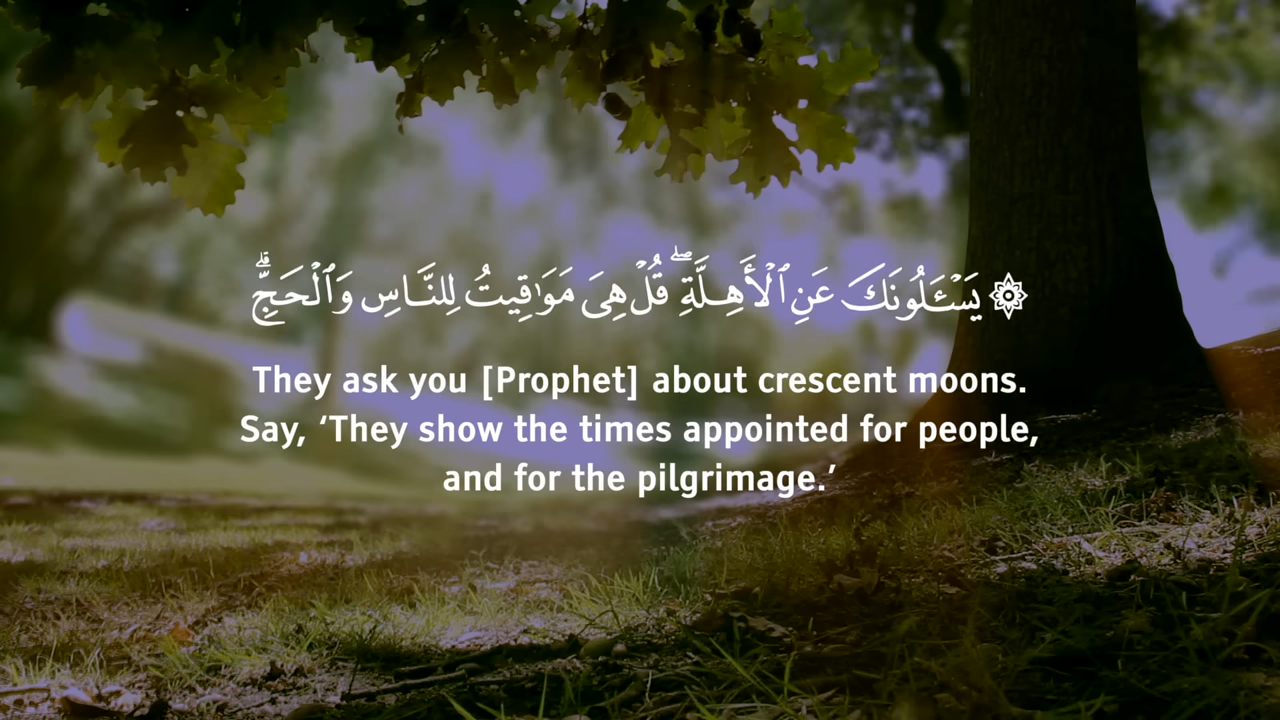 ۞ يَسْـَٔلُونَكَ عَنِ ٱلْأَهِلَّةِ ۖ قُلْ هِىَ مَوَٰقِيتُ لِلنَّاسِ وَٱلْحَجِّ ۗ
They ask you [Prophet] about crescent moons.
Say, ‘They show the times appointed for people,
and for the pilgrimage.’